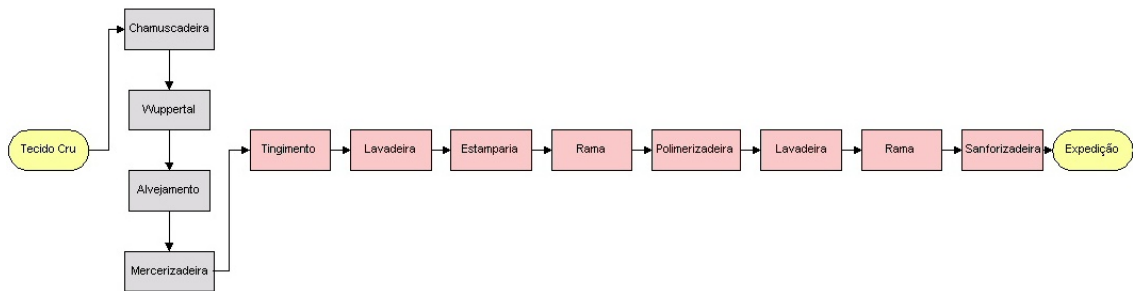 Tecido Cru
Chamuscadeira
Wuppertal
Alvejamento
Mercerizadeira
Tingimento
Lavadeira
Estamparia
Rama
Polimerizadeira
Lavadeira
Rama
Sanforizadeira
Expedição